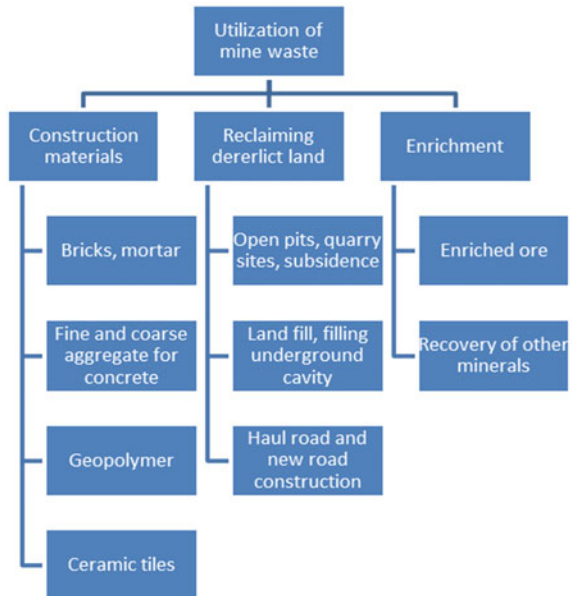 Utilization of
mine waste
Construction
materials
Reclaiming
dererlict land
Enrichment
Bricks, mortar
Open pits, quarry
sites, subsidence
Enriched ore
Fine and coarse
aggregate for
concrete
Land fill, filling
underground
cavity
Recovery of other
minerals
Geopolymer
Haul road and
new road
construction
Ceramic tiles